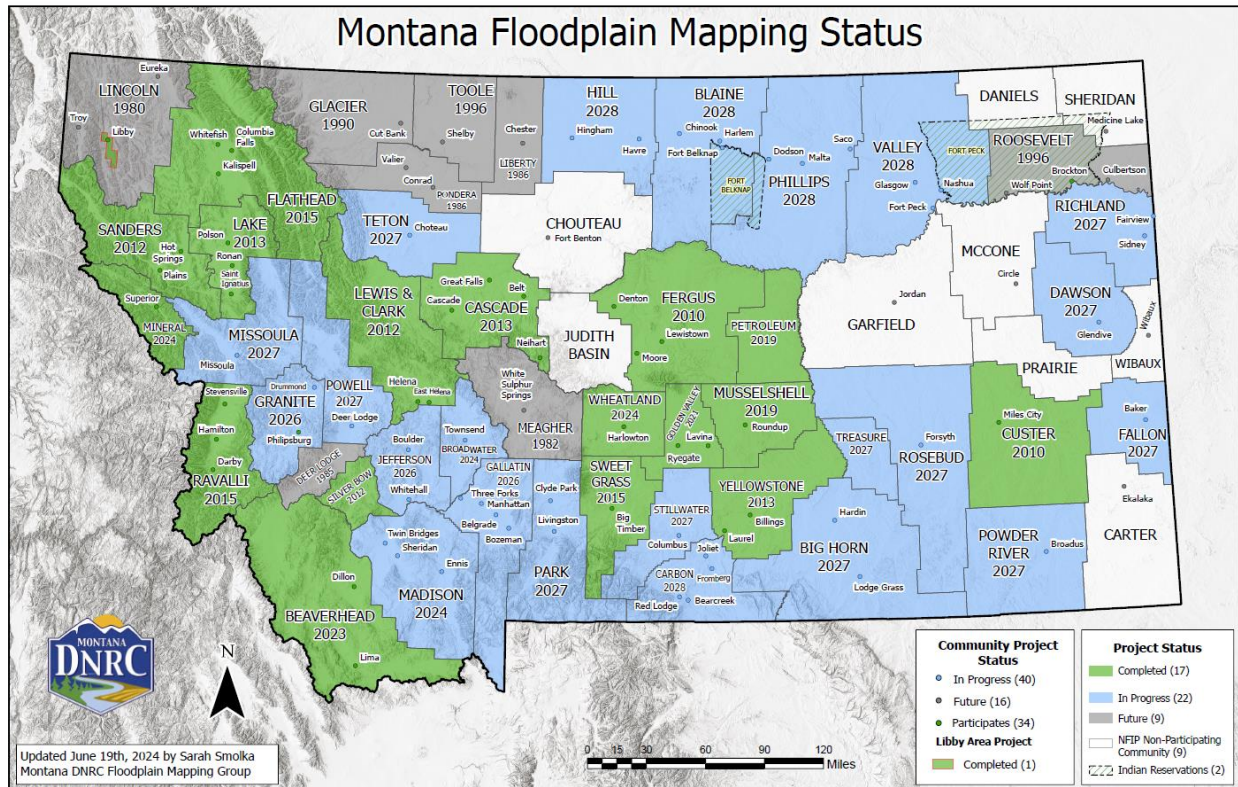 Montana Floodplain Mapping Status
Eureka
LINCOLN
1980
Troy
Libby
Whitefish
Columbia
Falls
Kalispell
FLATHEAD
2015
GLACIER
1990
Cut Bank
TOOLE
1996
Shelby
Chester
LIBERTY
1986
Valier
Conrad
PONDERA
1986
HILL
2028
Hingham
Havre
BLAINE
2028
Chinook
Harlem
Fort Belknap
FORT
BELKNAP
Dodson
Malta
Saco
PHILLIPS
2028
VALLEY
2028
Glasgow
Fort Peck
Nashua
FORT PECK
DANIELS
SHERIDAN
Medicine Lake
ROOSEVELT
1996
Brockton
Wolf Point
Culbertson
RICHLAND
2027
Fairview
Sidney
SANDERS
2012
Hot
Springs
Plains
LAKE
2013
Polson
Ronan
Saint
Ignatius
TETON
2027
Choteau
CHOUTEAU
Fort Benton
MCCONE
Circle
DAWSON
2027
Glendive
Wibaux
WIBAUX
Superior
MINERAL
2024
MISSOULA
2027
Missoula
LEWIS &
CLARK
2012
Helena
East Helena
Great Falls
Belt
Cascade
CASCADE
2013
Neihart
JUDITH
BASIN
Denton
FERGUS
2010
Lewistown
Moore
PETROLEUM
2019
GARFIELD
Jordan
PRAIRIE
POWELL
2027
Deer Lodge
Drummond
GRANITE
2026
Philipsburg
Stevensville
Hamilton
Darby
RAVALLI
2015
DEER LODGE
1982
SILVER BOW
2012
White
Sulphur
Springs
MEAGHER
1982
WHEATLAND
2024
Harlowton
GOLDEN VALLEY
2021
Lavina
Ryegate
MUSSELSHELL
2019
Roundup
TREASURE
2027
Forsyth
ROSEBUD
2027
Miles City
CUSTER
2010
Baker
FALLON
2027
Ekalaka
CARTER
Boulder
JEFFERSON
2026
Whitehall
Townsend
BROADWATER
2024
GALLATIN
2026
Three Forks
Manhattan
Belgrade
Bozeman
Clyde Park
Livingston
PARK
2027
SWEET
GRASS
2015
Big
Timber
STILLWATER
2027
Columbus
YELLOWSTONE
2013
Billings
Laurel
Joliet
Fromberg
CARBON
2028
Red Lodge
Bearcreek
Hardin
BIG HORN
2027
Lodge Grass
POWDER
RIVER
2027
Broadus
Twin Bridges
Sheridan
Ennis
MADISON
2024
Dillon
BEAVERHEAD
2023
Lima
MONTANA
DNRC
N
Updated June 19th, 2024 by Sarah Smolka
Montana DNRC Floodplain Mapping Group
0 15 30 60 90 120
Miles
Community Project
Status
In Progress (40)
Future (16)
Participates (34)
Libby Area Project
Completed (1)
Project Status
Completed (17)
In Progress (22)
Future (9)
NFIP Non-Participating
Community (9)
Indian Reservations (2)